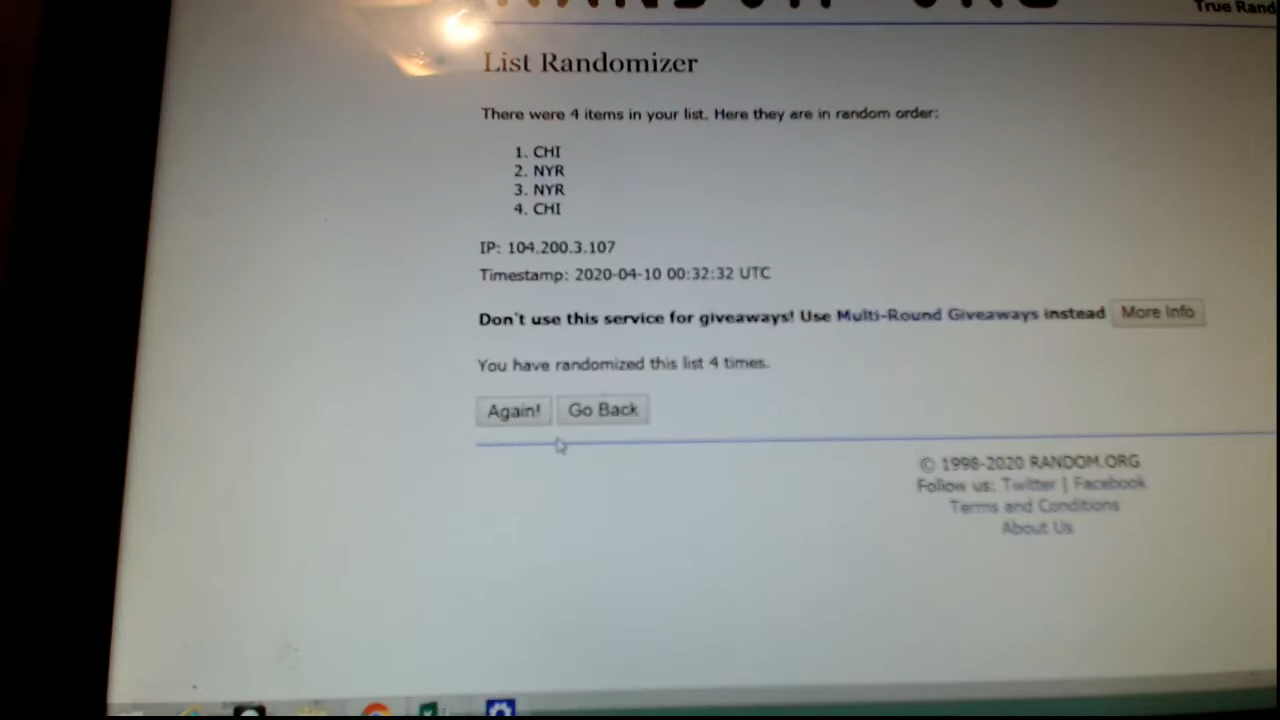 RANDOM.ORG
True Rand
List Randomizer
There were 4 items in your list. Here they are in random order:
1. CHI
2. NYR
3. NYR
4. CHI
IP: 104.200.3.107
Timestamp: 2020-04-10 00:32:32 UTC
Don't use this service for giveaways! Use Multi-Round Giveaways instead More Info
You have randomized this list 4 times.
Again! Go Back
© 1998-2020 RANDOM.ORG
Follow us: Twitter | Facebook
Terms and Conditions
About Us